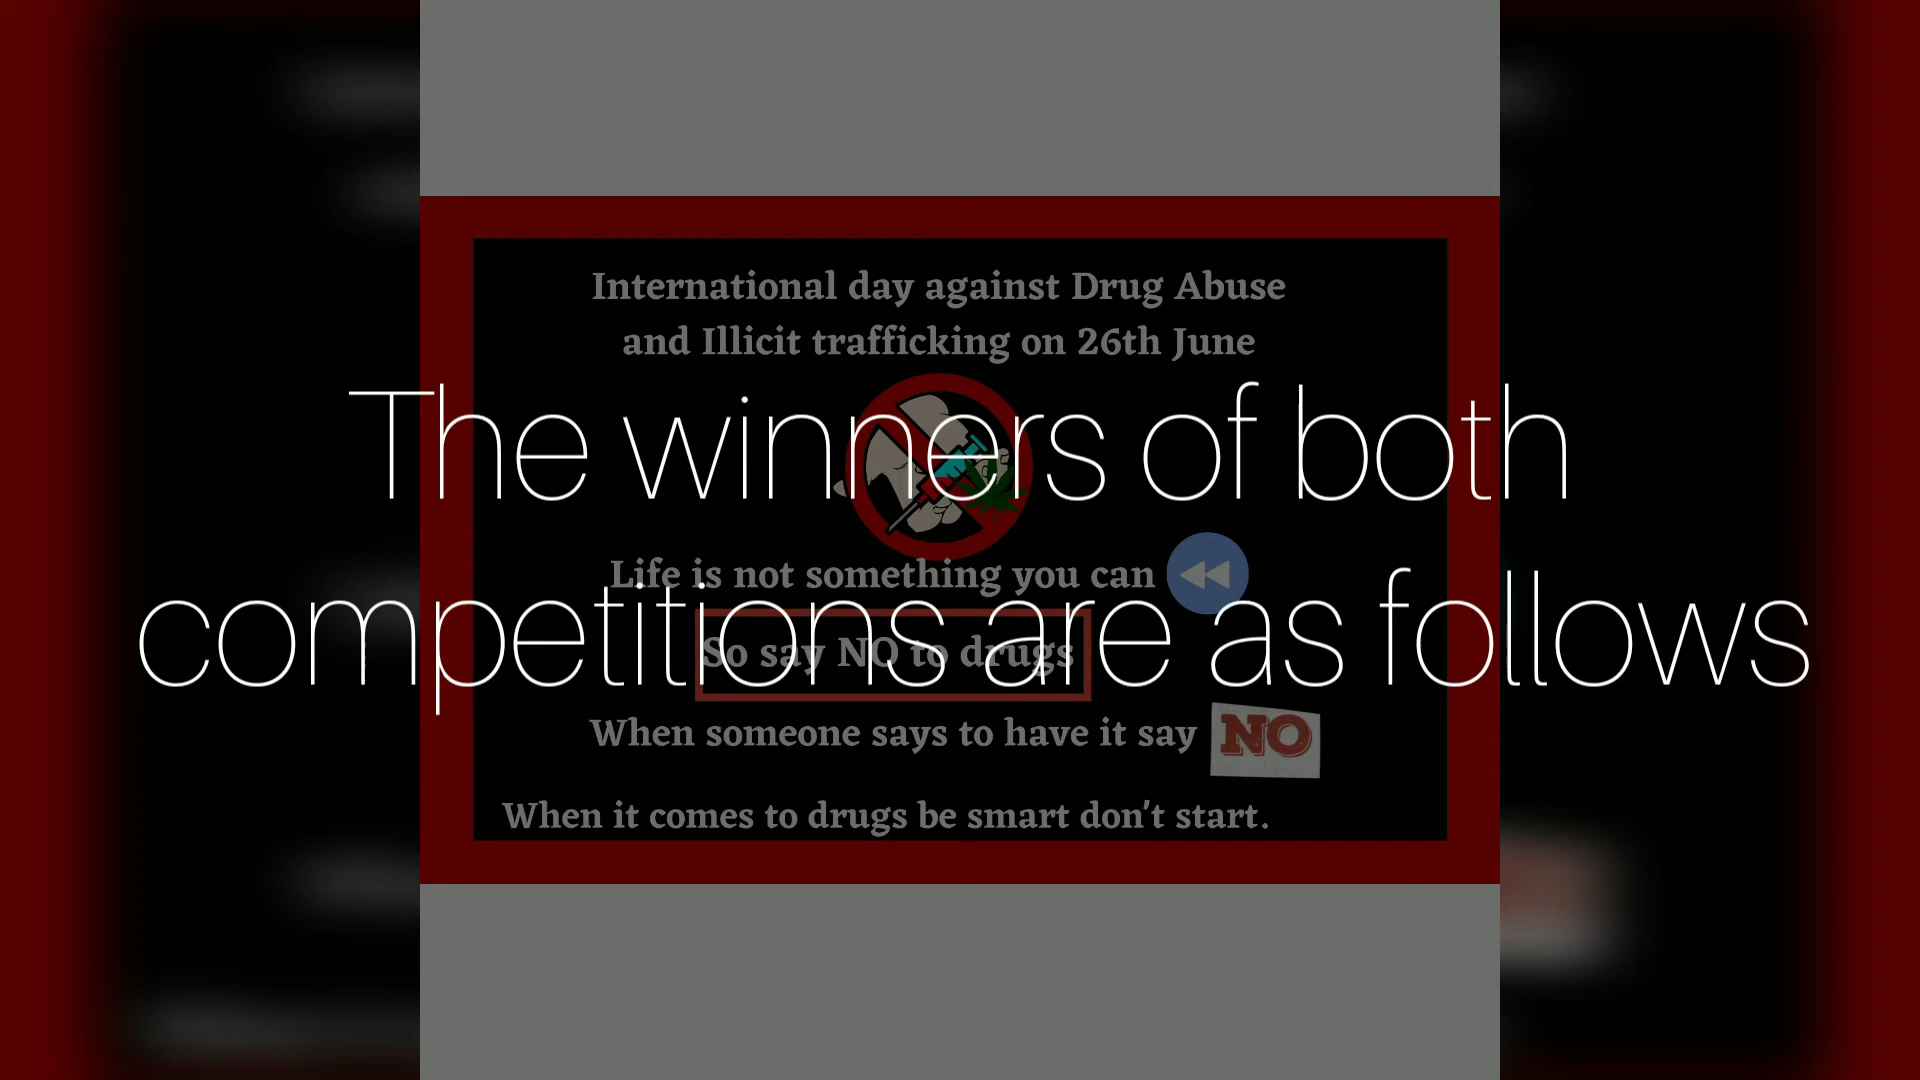 International day against Drug Abuse
and Illicit trafficking on 26th June
The winners of both
Life is not something you can
competitions are as follows
So say NO to drugs
When someone says to have it say NO
When it comes to drugs be smart don't start.